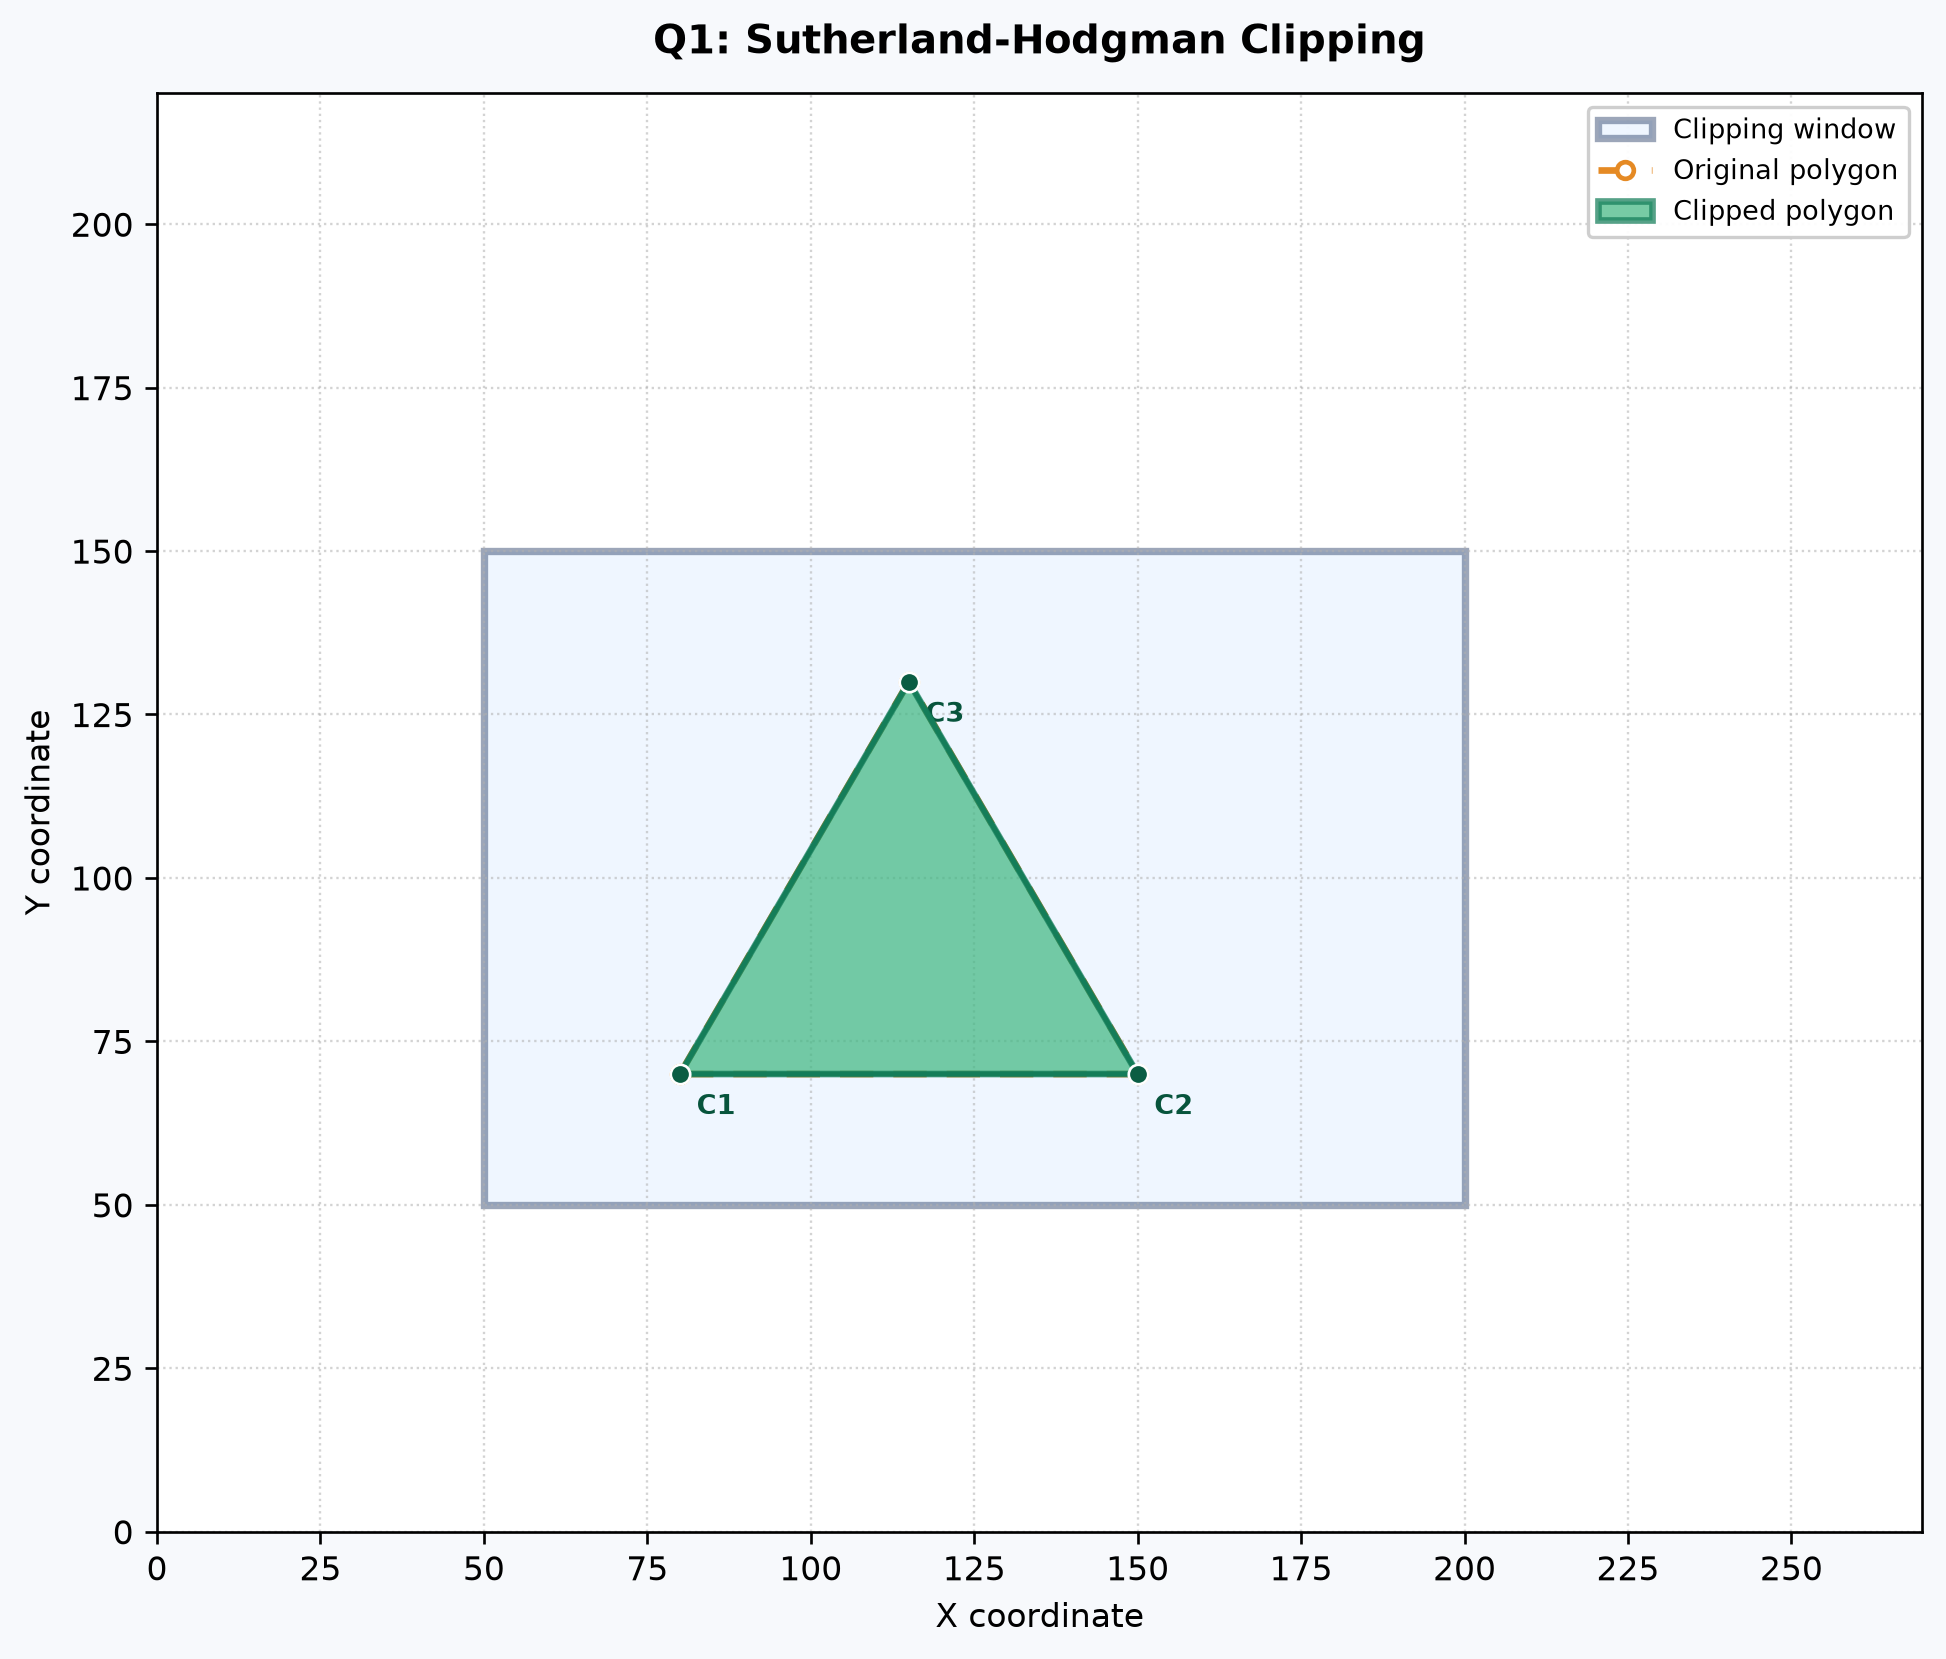 Q1: Sutherland-Hodgman Clipping
Clipping window
Original polygon
Clipped polygon
200
175
150
125
100
75
50
25
0
Y coordinate
C3
C1
C2
0 25 50 75 100 125 150 175 200 225 250
X coordinate